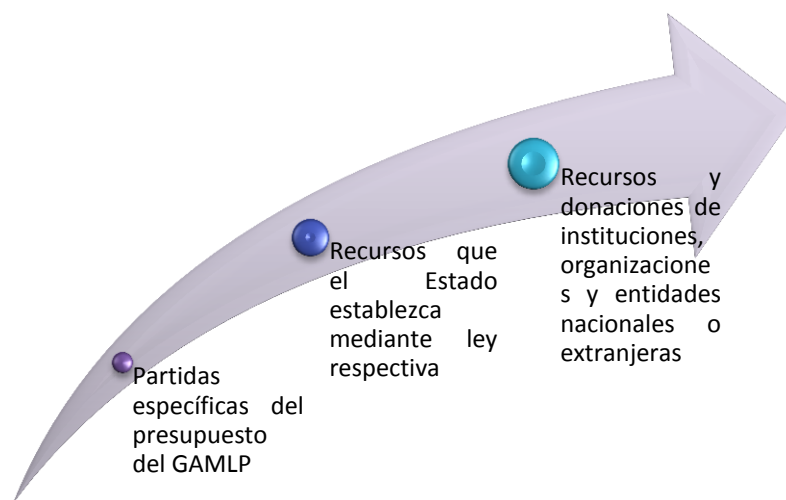 Partidas
específicas del
presupuesto
del GAMLP
Recursos que
el Estado
establezca
mediante ley
respectiva
Recursos y
donaciones de
instituciones,
organizacione
s y entidades
nacionales o
extranjeras